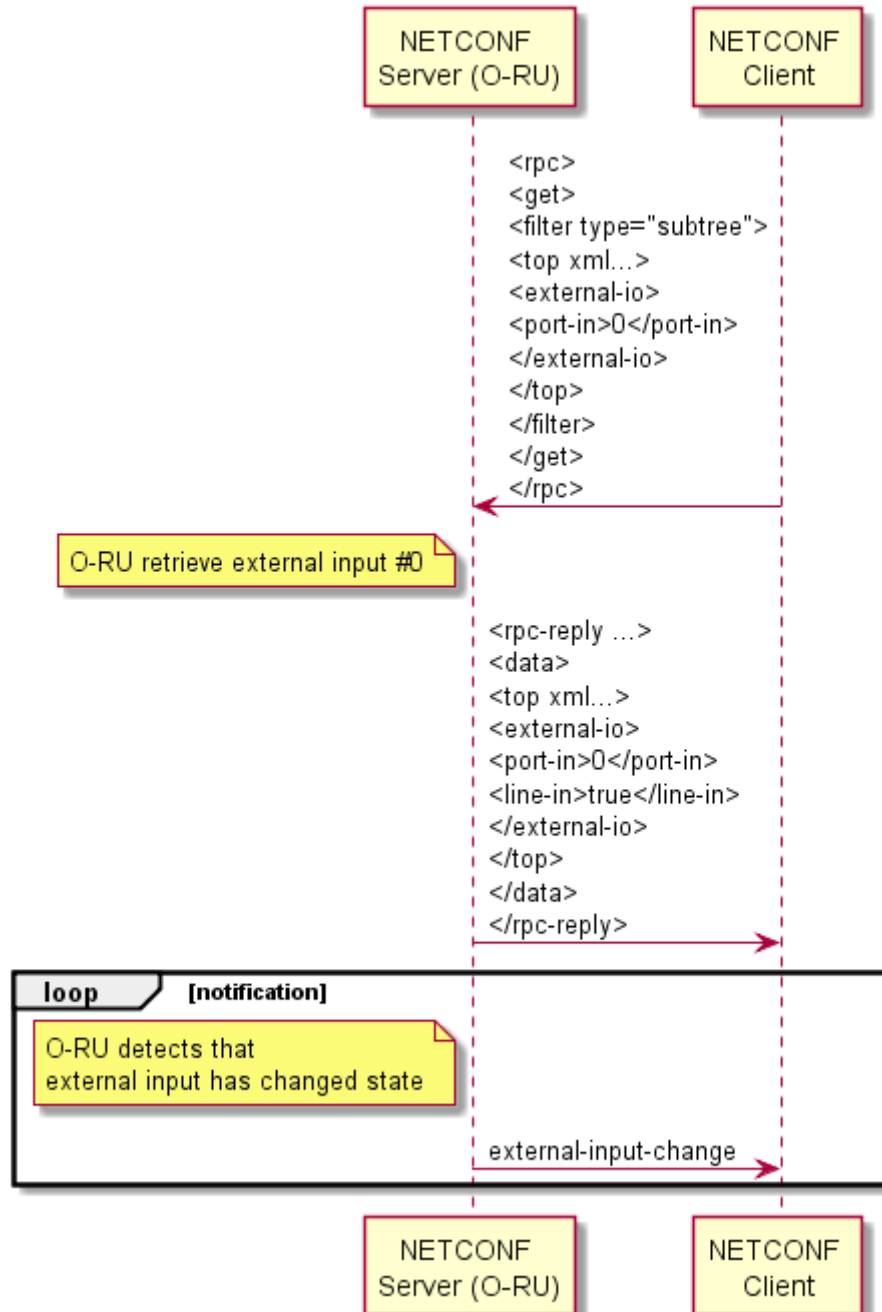 NETCONF
Server (O-RU)
NETCONF
Client
<rpc>
<get>
<filter type="subtree">
<top xml...>
<external-io>
<port-in>0</port-in>
</external-io>
</top>
</filter>
</get>
</rpc>
O-RU retrieve external input #0
<rpc-reply ...>
<data>
<top xml...>
<external-io>
<port-in>0</port-in>
<line-in>true</line-in>
</external-io>
</top>
</data>
</rpc-reply>
loop [notification]
O-RU detects that
external input has changed state
external-input-change
NETCONF
Server (O-RU)
NETCONF
Client